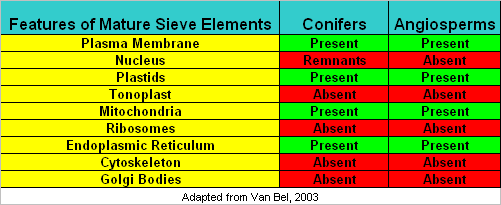 Features of Mature Sieve Elements Conifers Angiosperms
Plasma Membrane Present Present
Nucleus Remnants Absent
Plastids Present Present
Tonoplast Absent Absent
Mitochondria Present Present
Ribosomes Absent Absent
Endoplasmic Reticulum Present Present
Cytoskeleton Absent Absent
Golgi Bodies Absent Absent
Adapted from Van Bel, 2003